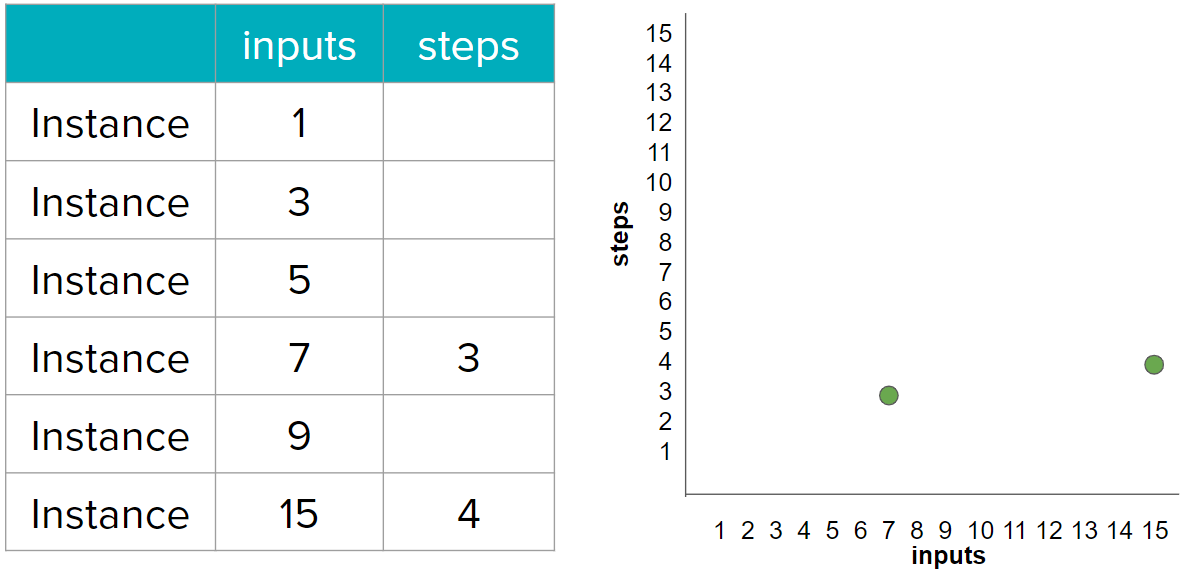 inputs steps
Instance 1
Instance 3
Instance 5
Instance 7 3
Instance 9
Instance 15 4
15
14
13
12
11
10
9
8
7
6
5
4
3
2
1
steps
1 2 3 4 5 6 7 8 9 10 11 12 13 14 15
inputs